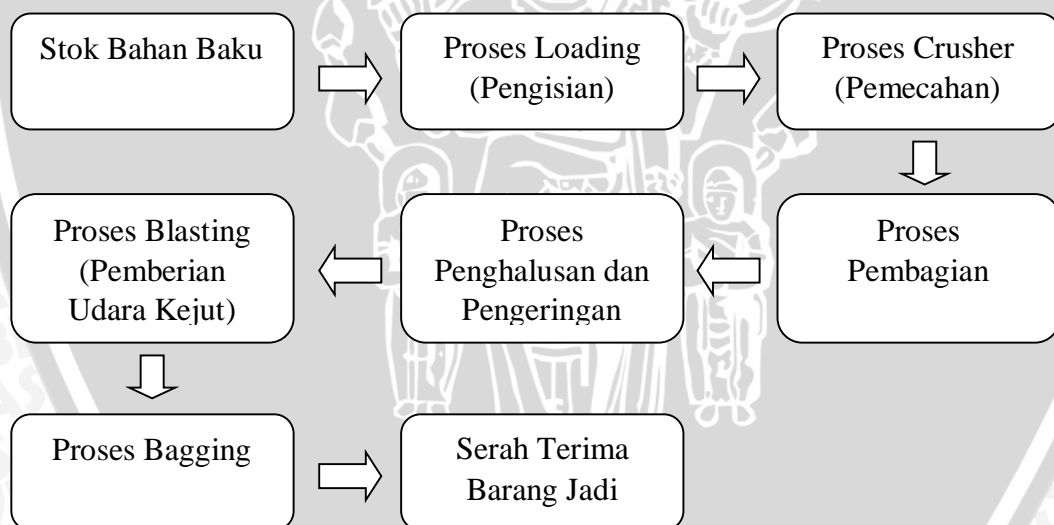 Stok Bahan Baku
Proses Loading
(Pengisian)
Proses Crusher
(Pemecahan)
Proses
Pembagian
Proses
Penghalusan dan
Pengeringan
Proses Blasting
(Pemberian
Udara Kejut)
Proses Bagging
Serah Terima
Barang Jadi